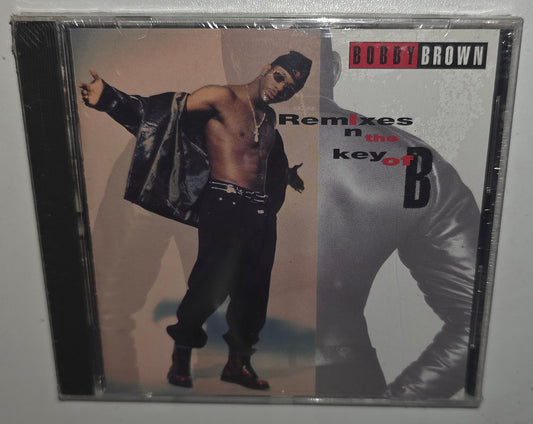 BOBBY BROWN
RemIxes
n the
key of B